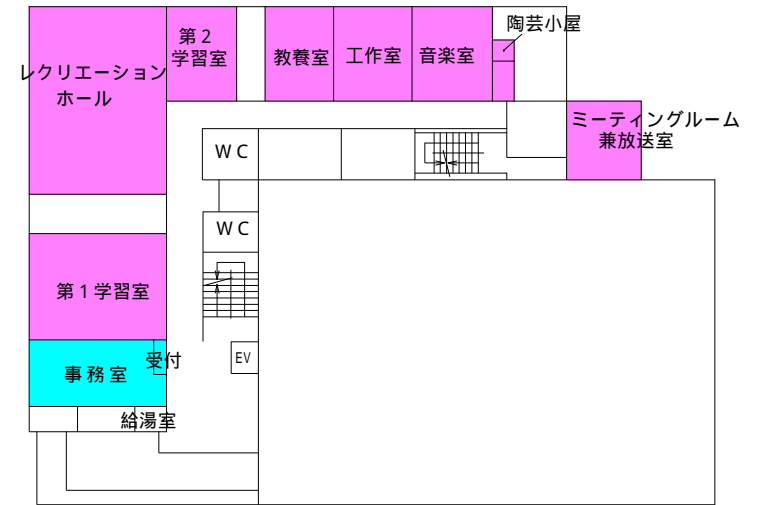 陶芸小屋
第２
学習室
教養室
工作室
音楽室
レクリエーション
ホール
ミーティングルーム
兼放送室
ＷＣ
ＷＣ
第１学習室
受付
EV
事務室
給湯室